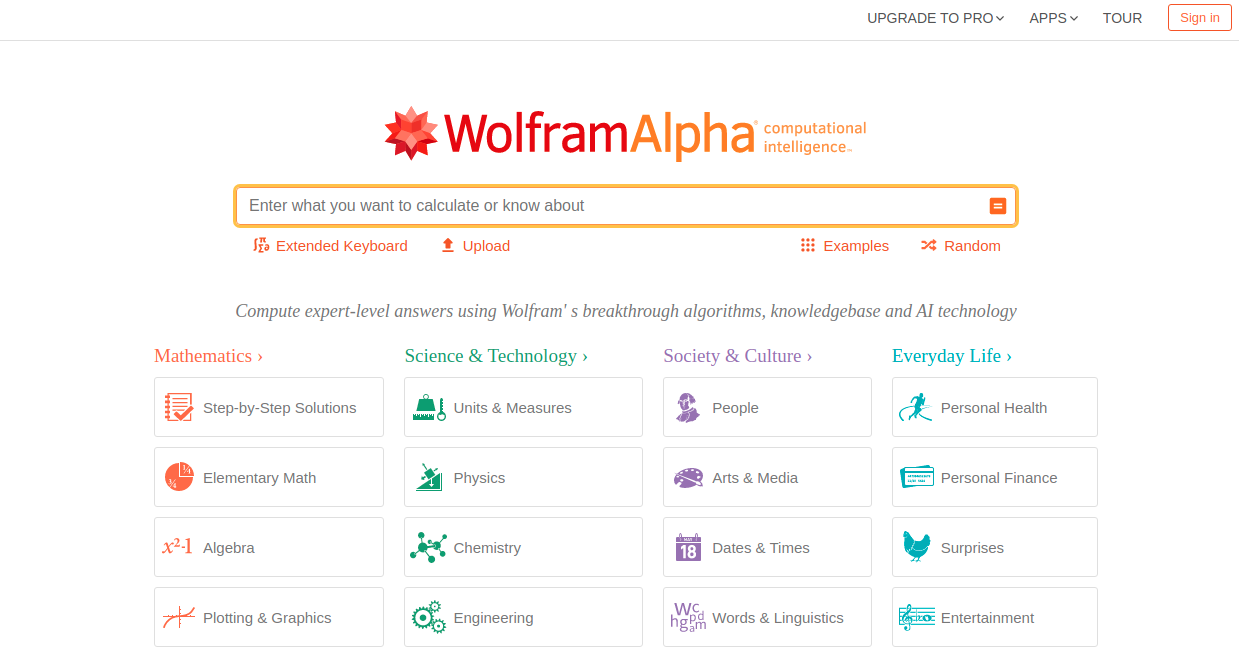 UPGRADE TO PRO APPS TOUR Sign in
WolframAlpha computational intelligence
Enter what you want to calculate or know about
Extended Keyboard Upload Examples Random
Compute expert-level answers using Wolfram' s breakthrough algorithms, knowledgebase and AI technology
Mathematics ›
Step-by-Step Solutions
Elementary Math
Algebra
x²-1
Plotting & Graphics
Science & Technology ›
Units & Measures
Physics
Chemistry
Engineering
Society & Culture ›
People
Arts & Media
18
Dates & Times
Words & Linguistics
Everyday Life ›
Personal Health
Personal Finance
Surprises
Entertainment